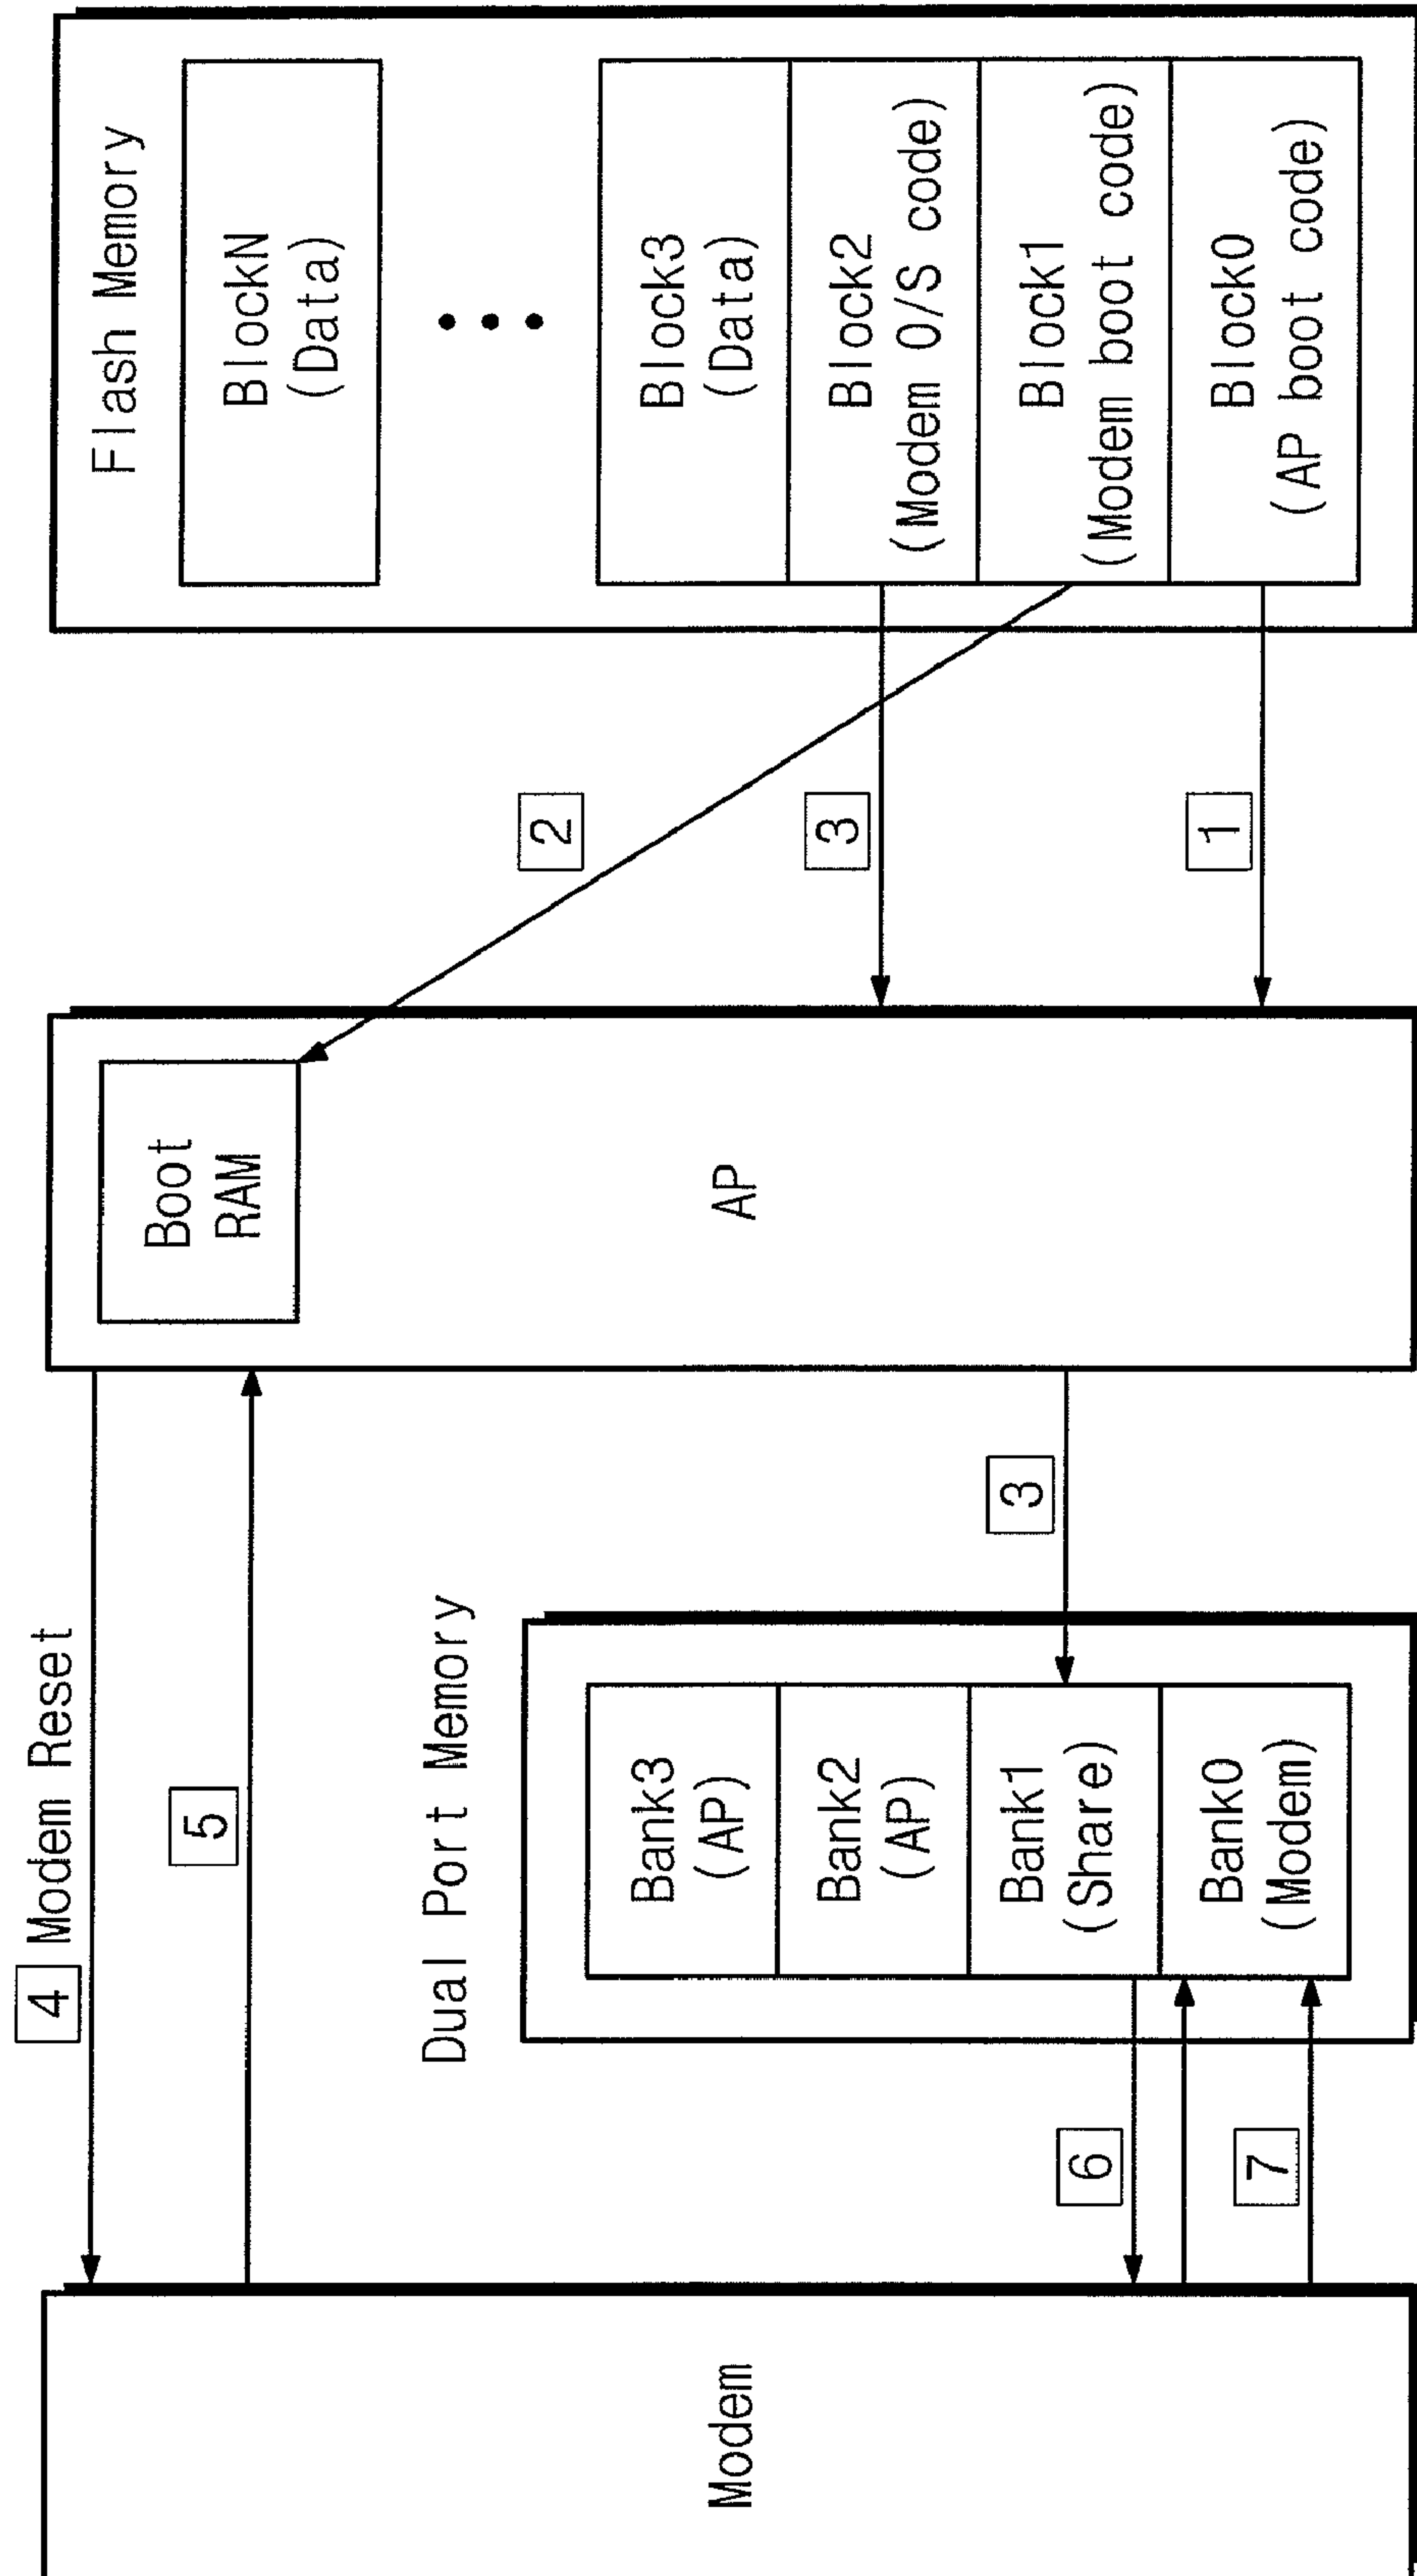 4 Modem Reset
5
Modem
Dual Port Memory
Bank3
(AP)
Bank2
(AP)
Bank1
(Share)
Bank0
(Modem)
6
7
3
Boot
RAM
AP
2
3
1
Flash Memory
BlockN
(Data)
Block3
(Data)
Block2
(Modem O/S code)
Block1
(Modem boot code)
Block0
(AP boot code)